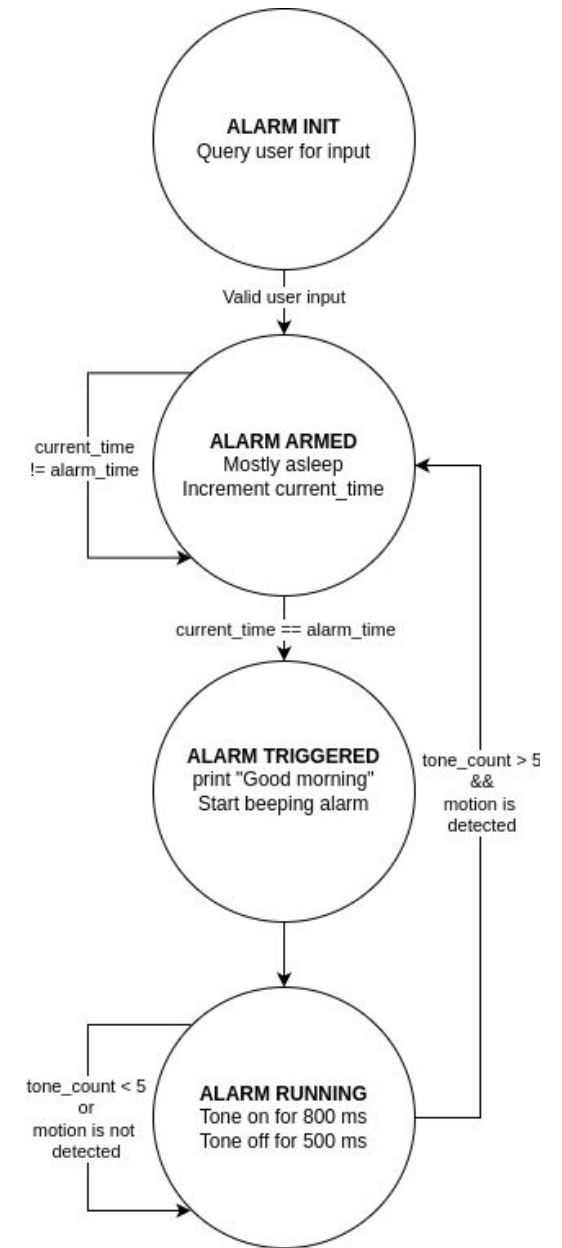 ALARM INIT
Query user for input
Valid user input
current_time
!= alarm_time
ALARM ARMED
Mostly asleep
Increment current_time
current_time == alarm_time
ALARM TRIGGERED
print "Good morning"
Start beeping alarm
tone_count > 5
&&
motion is
detected
tone_count < 5
or
motion is not
detected
ALARM RUNNING
Tone on for 800 ms
Tone off for 500 ms